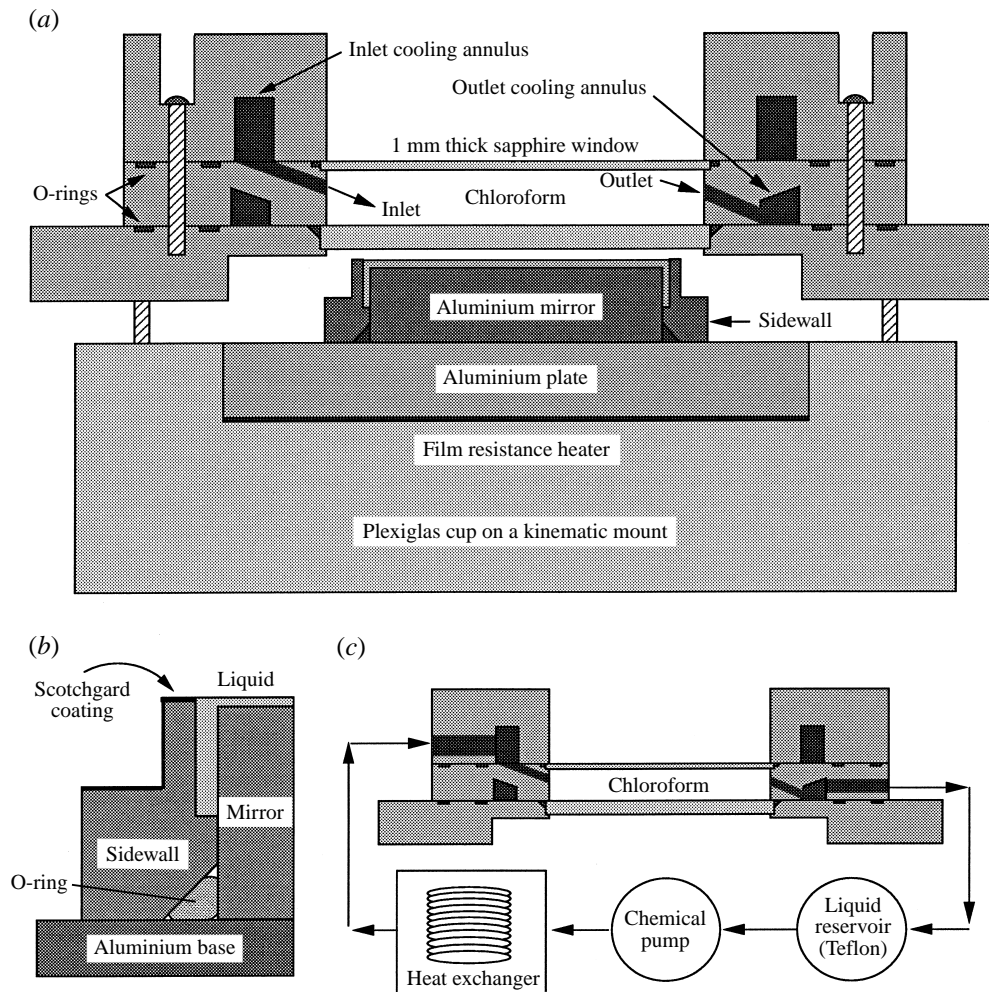 (a)
Inlet cooling annulus
Outlet cooling annulus
1 mm thick sapphire window
O-rings
Inlet
Chloroform
Outlet
Aluminium mirror
Sidewall
Aluminium plate
Film resistance heater
Plexiglas cup on a kinematic mount
(b)
Scotchgard
coating
Liquid
Mirror
Sidewall
O-ring
Aluminium base
(c)
Chloroform
Heat exchanger
Chemical
pump
Liquid
reservoir
(Teflon)